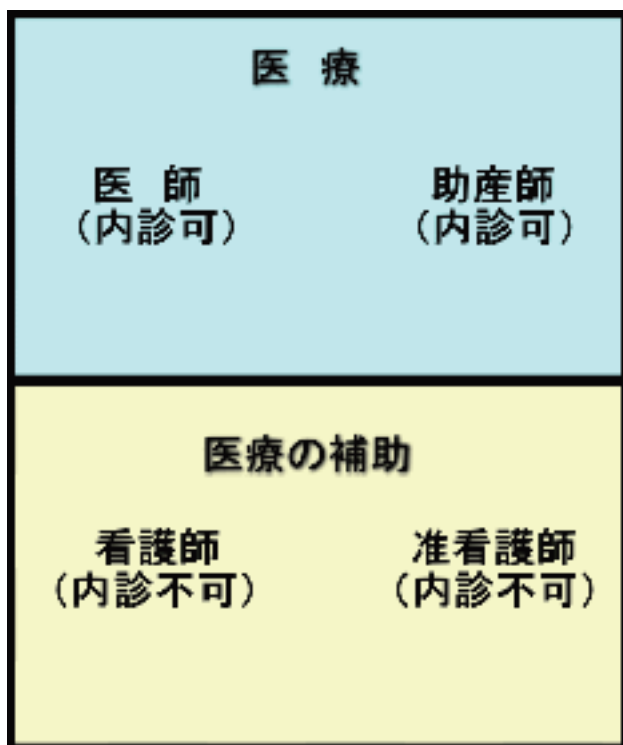 医 療
医 師 助産師
（内診可） （内診可）
医療の補助
看護師 准看護師
（内診不可） （内診不可）